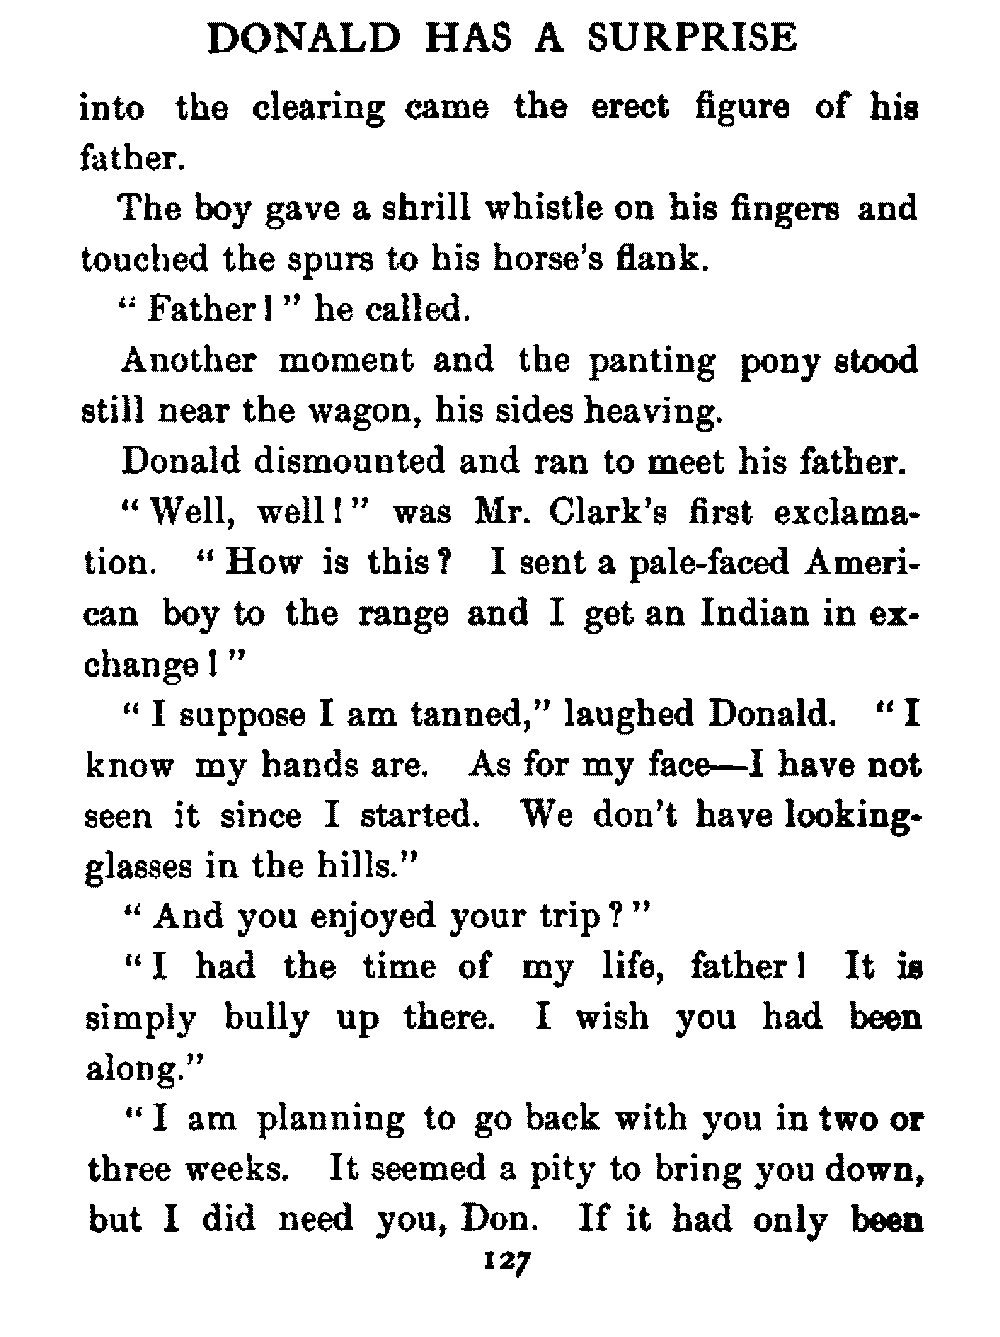 DONALD HAS A SURPRISE
into the clearing came the erect figure of his
father.
The boy gave a shrill whistle on his fingers and
touched the spurs to his horse's flank.
“ Father! ” he called.
Another moment and the panting pony stood
still near the wagon, his sides heaving.
Donald dismounted and ran to meet his father.
“ Well, well! ” was Mr. Clark's first exclama-
tion. “ How is this? I sent a pale-faced Ameri-
can boy to the range and I get an Indian in ex-
change! ”
“ I suppose I am tanned,” laughed Donald. “ I
know my hands are. As for my face—I have not
seen it since I started. We don't have looking-
glasses in the hills.”
“ And you enjoyed your trip? ”
“ I had the time of my life, father! It is
simply bully up there. I wish you had been
along.”
“ I am planning to go back with you in two or
three weeks. It seemed a pity to bring you down,
but I did need you, Don. If it had only been
127